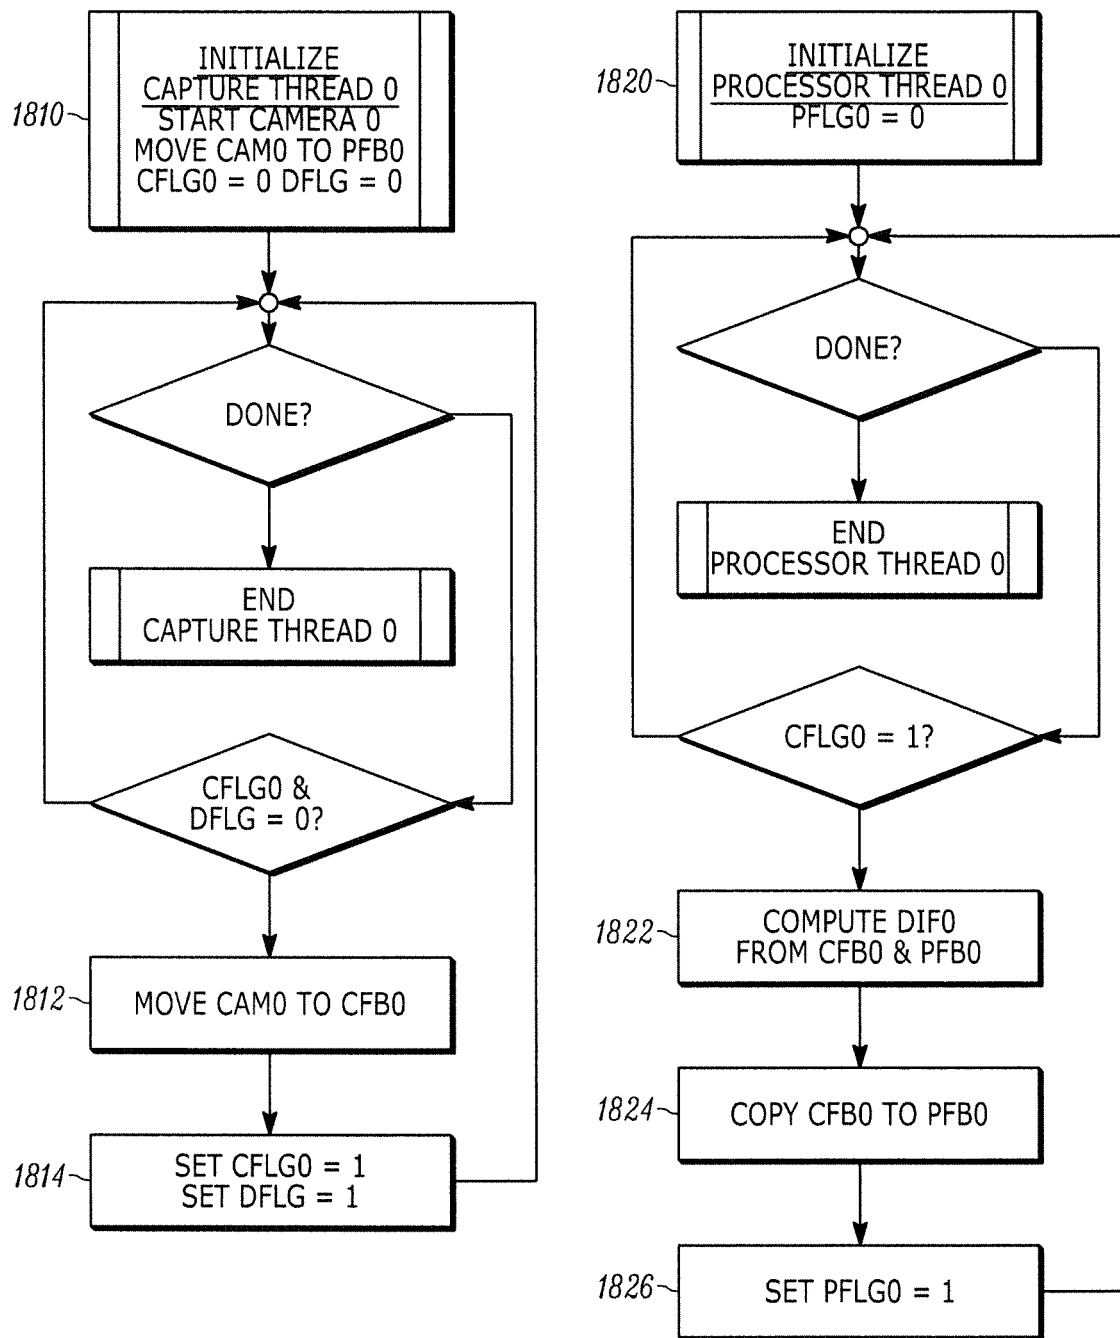 1810
INITIALIZE
CAPTURE THREAD 0
START CAMERA 0
MOVE CAM0 TO PFB0
CFLG0 = 0 DFLG = 0
DONE?
END
CAPTURE THREAD 0
CFLG0 &
DFLG = 0?
1812
MOVE CAM0 TO CFB0
1814
SET CFLG0 = 1
SET DFLG = 1
1820
INITIALIZE
PROCESSOR THREAD 0
PFLG0 = 0
DONE?
END
PROCESSOR THREAD 0
CFLG0 = 1?
1822
COMPUTE DIF0
FROM CFB0 & PFB0
1824
COPY CFB0 TO PFB0
1826
SET PFLG0 = 1